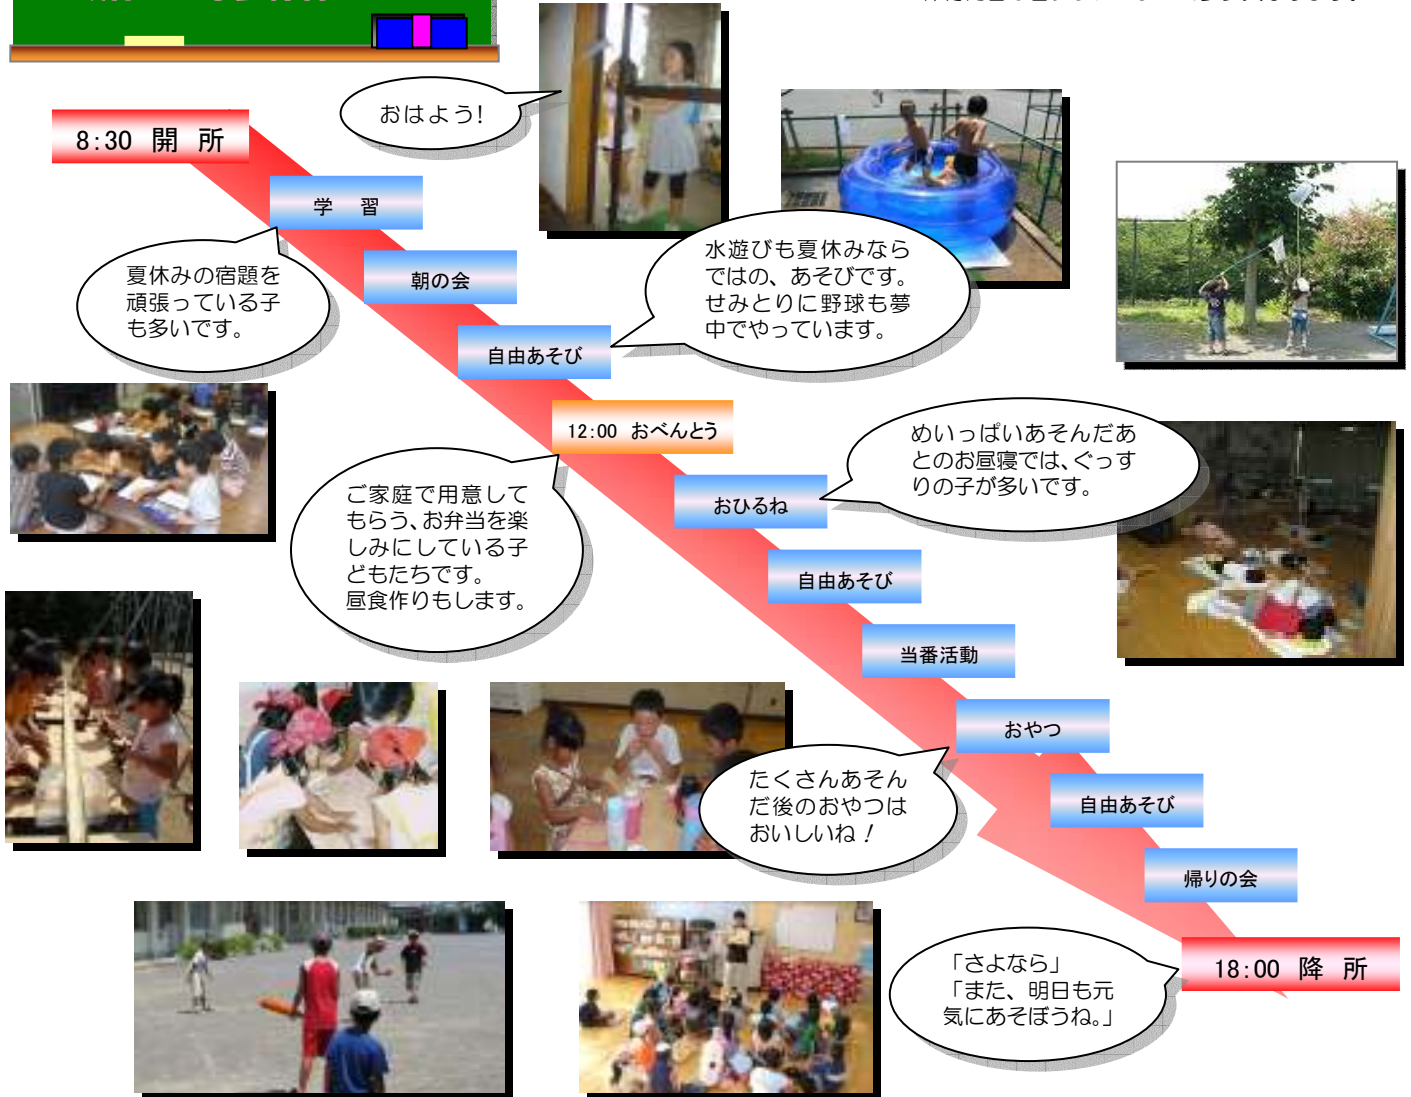 おはよう!
8:30 開 所
学 習
夏休みの宿題を
頑張っている子
も多いです。
朝の会
水遊びも夏休みなら
ではの、あそびです。
せみとりに野球も夢
中でやっています。
自由あそび
12:00 おべんとう
ご家庭で用意して
もらう、お弁当を楽
しみにしている子
どもたちです。
昼食作りもします。
めいっぱいあそんだあ
とのお昼寝では、ぐっす
りの子が多いです。
おひるね
自由あそび
当番活動
おやつ
たくさんあそん
だ後のおやつは
おいしいね！
自由あそび
帰りの会
「さよなら」
「また、明日も元
気にあそぼうね。」
18:00 降 所